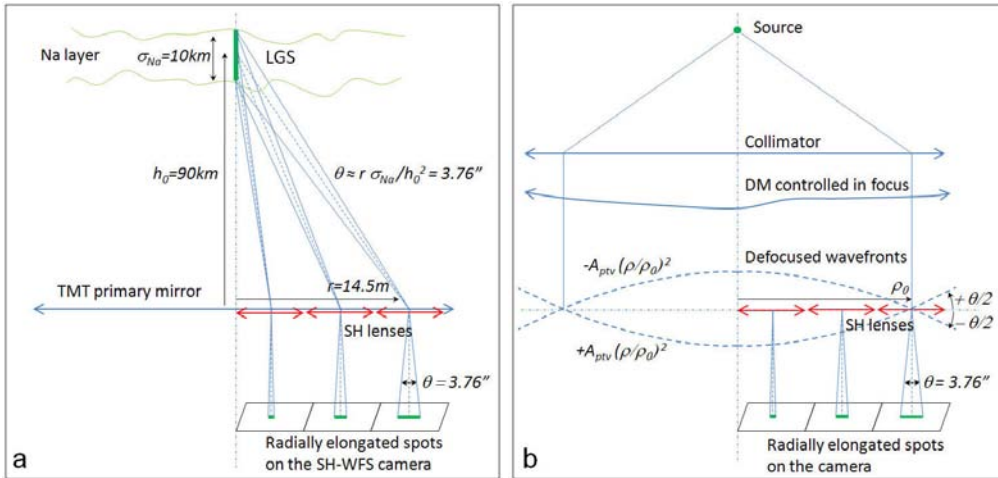 Na layer
σNa=10km
LGS
h0=90km
θ ≈ r σNa/h0² = 3.76”
TMT primary mirror
r=14.5m
SH lenses
θ = 3.76”
Radially elongated spots
on the SH-WFS camera
a
Source
Collimator
DM controlled in focus
Defocused wavefronts
-Aptv (ρ/ρ0)²
ρ0
+ θ/2
SH lenses
− θ/2
+Aptv (ρ/ρ0)²
θ = 3.76”
Radially elongated spots
on the camera
b